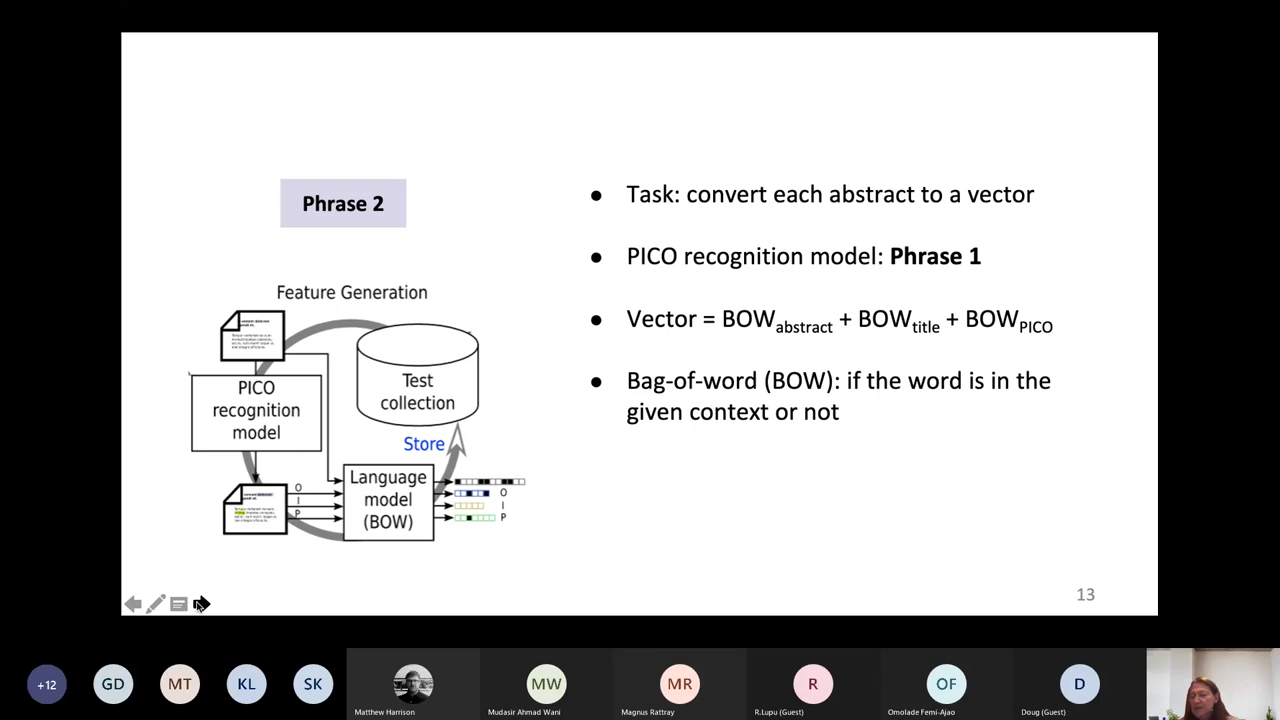 Phrase 2
Feature Generation
PICO
recognition
model
Test
collection
Store
Language
model
(BOW)
O
I
P
O
I
P
● Task: convert each abstract to a vector
● PICO recognition model: Phrase 1
● Vector = BOWabstract + BOWtitle + BOWPICO
● Bag-of-word (BOW): if the word is in the
given context or not
13
+12
GD
MT
KL
SK
Matthew Harrison
MW
Mudasir Ahmad Wani
MR
Magnus Rattray
R
R.Lupu (Guest)
OF
Omolade Femi-Ajao
D
Doug (Guest)